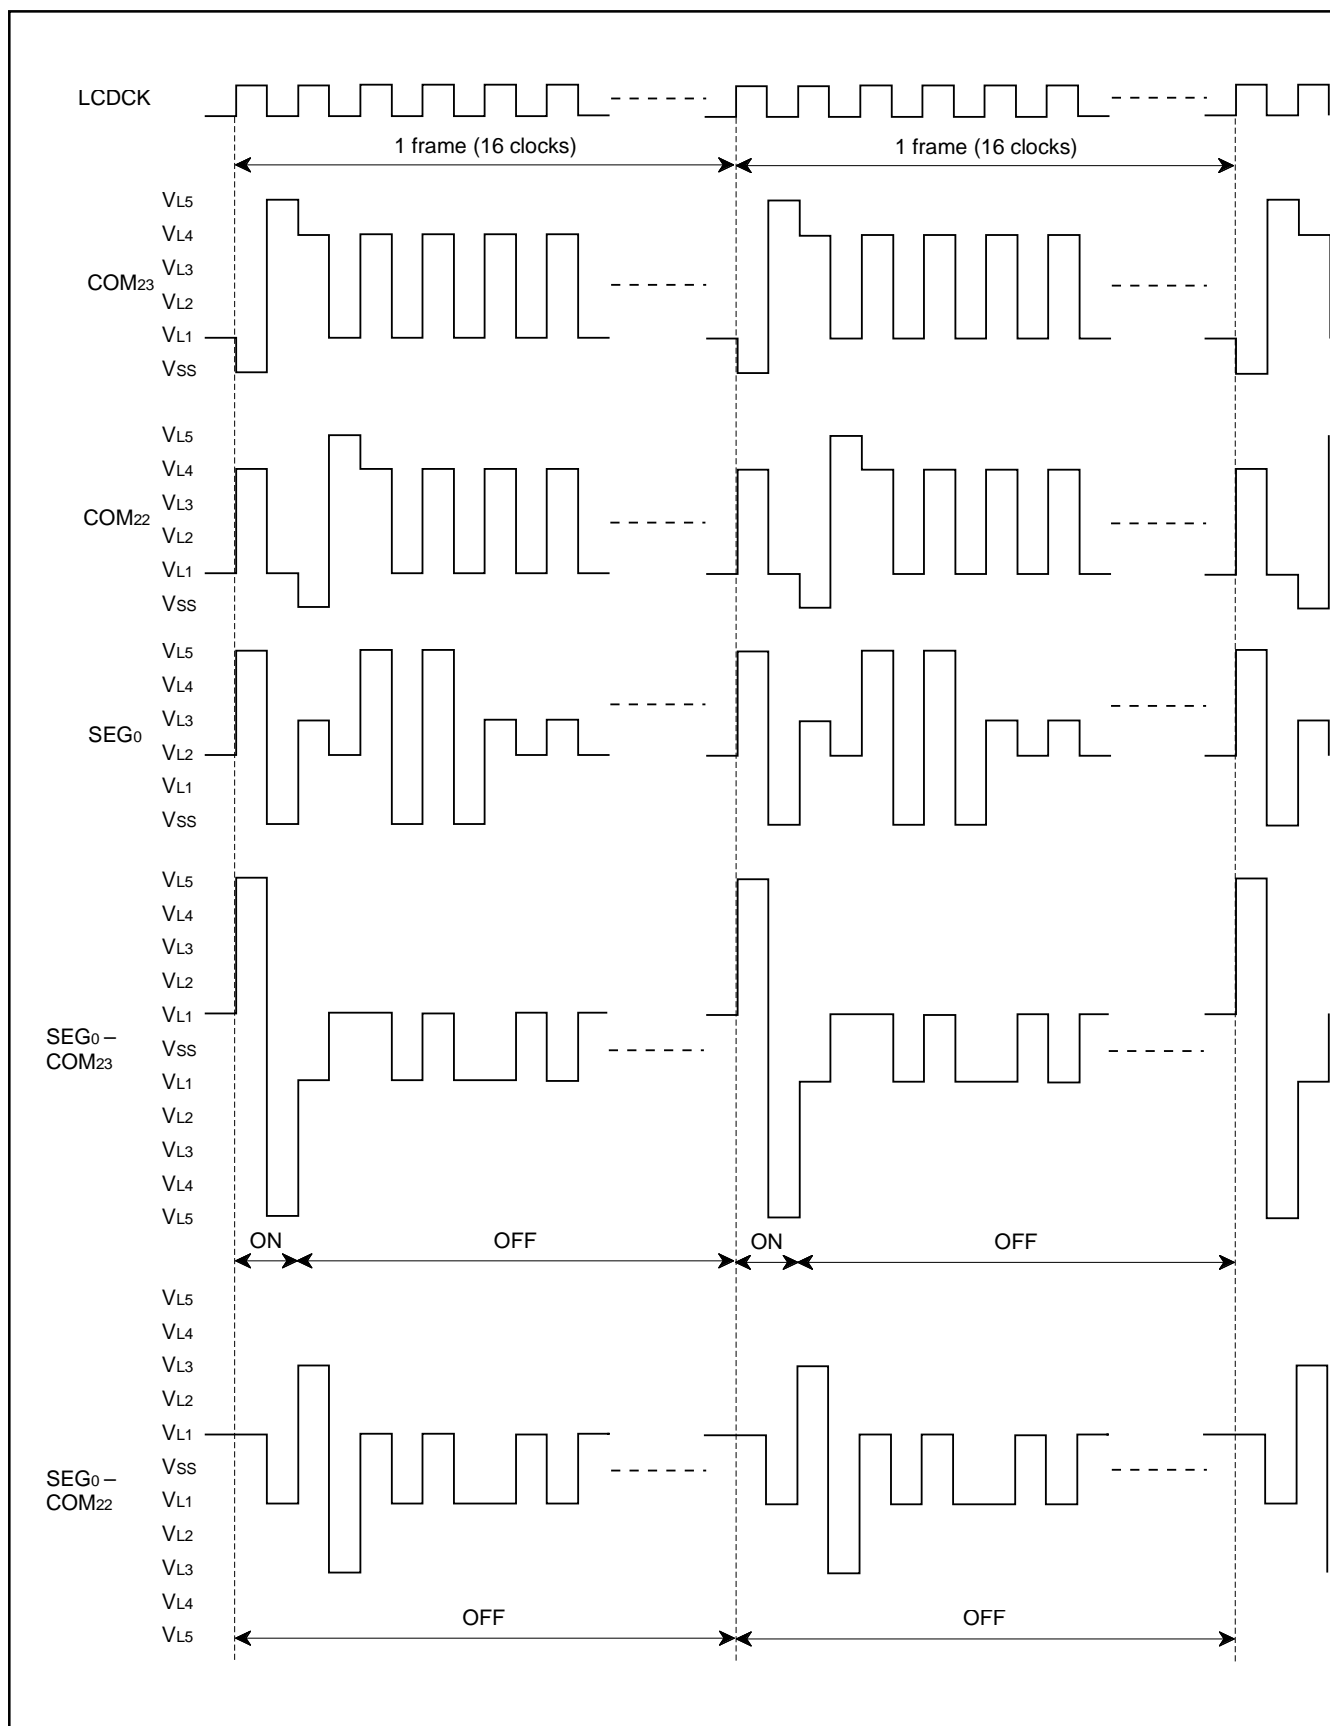 LCDCK
1 frame (16 clocks) 1 frame (16 clocks)
VL5
VL4
VL3
COM23
VL2
VL1
VSS
VL5
VL4
VL3
COM22
VL2
VL1
VSS
VL5
VL4
VL3
SEG0
VL2
VL1
VSS
VL5
VL4
VL3
VL2
VL1
SEG0 –
COM23
VSS
VL1
VL2
VL3
VL4
VL5
ON OFF ON OFF
VL5
VL4
VL3
VL2
VL1
VSS
SEG0 –
COM22
VL1
VL2
VL3
VL4
VL5
OFF OFF